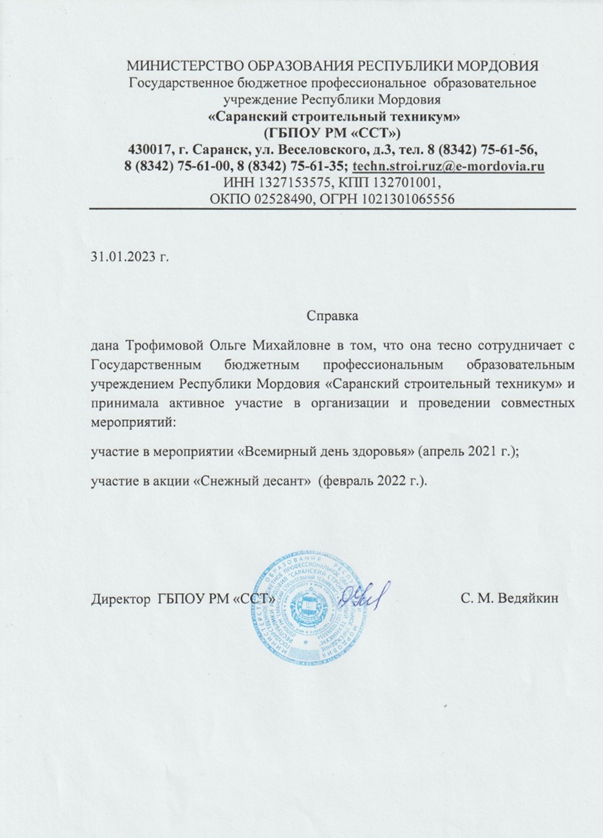 МИНИСТЕРСТВО ОБРАЗОВАНИЯ РЕСПУБЛИКИ МОРДОВИЯ
Государственное бюджетное профессиональное образовательное
учреждение Республики Мордовия
«Саранский строительный техникум»
(ГБПОУ РМ «ССТ»)
430017, г. Саранск, ул. Веселовского, д.3, тел. 8 (8342) 75-61-56,
8 (8342) 75-61-00, 8 (8342) 75-61-35; techn.stroi.ruz@e-mordovia.ru
ИНН 1327153575, КПП 132701001,
ОКПО 02528490, ОГРН 1021301065556
31.01.2023 г.
Справка
дана Трофимовой Ольге Михайловне в том, что она тесно сотрудничает с
Государственным бюджетным профессиональным образовательным
учреждением Республики Мордовия «Саранский строительный техникум» и
принимала активное участие в организации и проведении совместных
мероприятий:
участие в мероприятии «Всемирный день здоровья» (апрель 2021 г.);
участие в акции «Снежный десант» (февраль 2022 г.).
Директор ГБПОУ РМ «ССТ» С. М. Ведяйкин